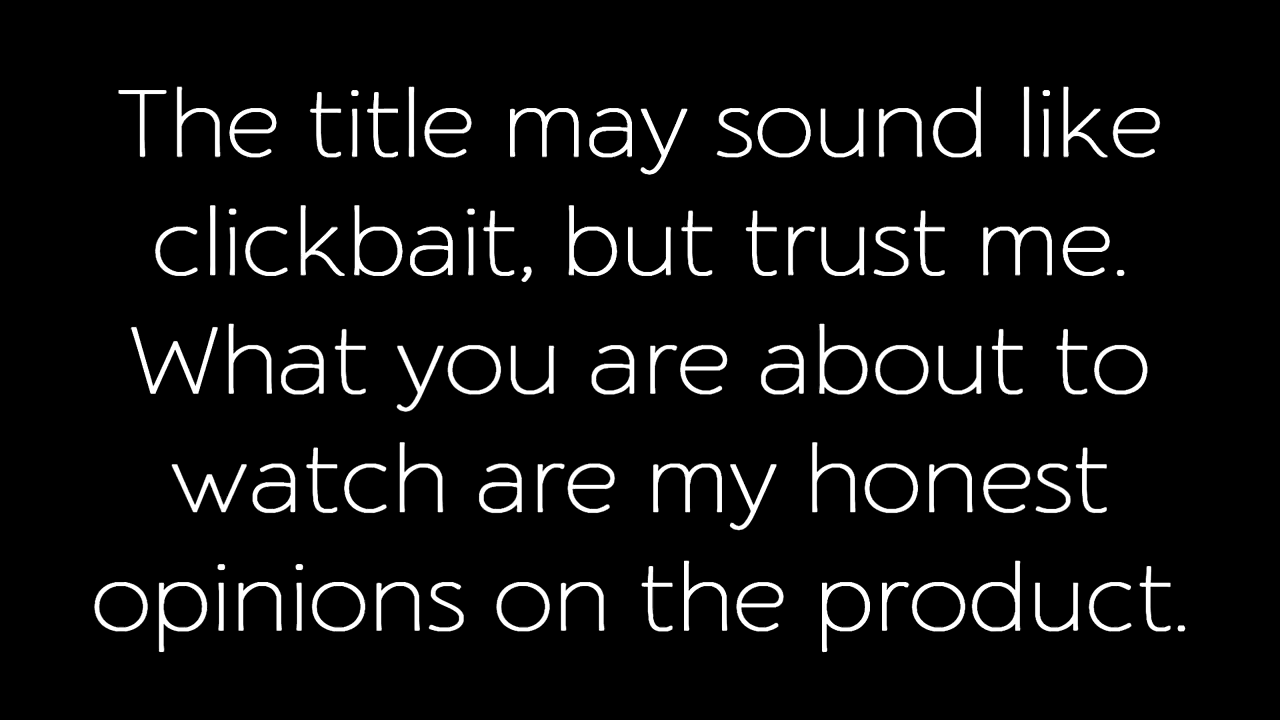 The title may sound like
clickbait, but trust me.
What you are about to
watch are my honest
opinions on the product.